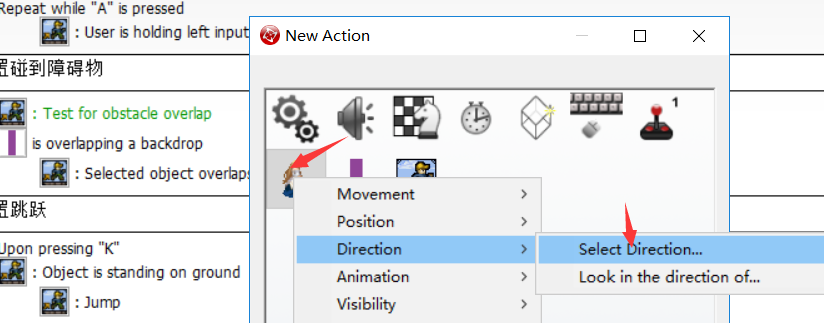 Repeat while "A" is pressed
: User is holding left input
New Action
置碰到障碍物
: Test for obstacle overlap
is overlapping a backdrop
: Selected object overlaps
置跳跃
Upon pressing "K"
: Object is standing on ground
: Jump
1
Movement
Position
Direction
Animation
Visibility
Select Direction...
Look in the direction of...